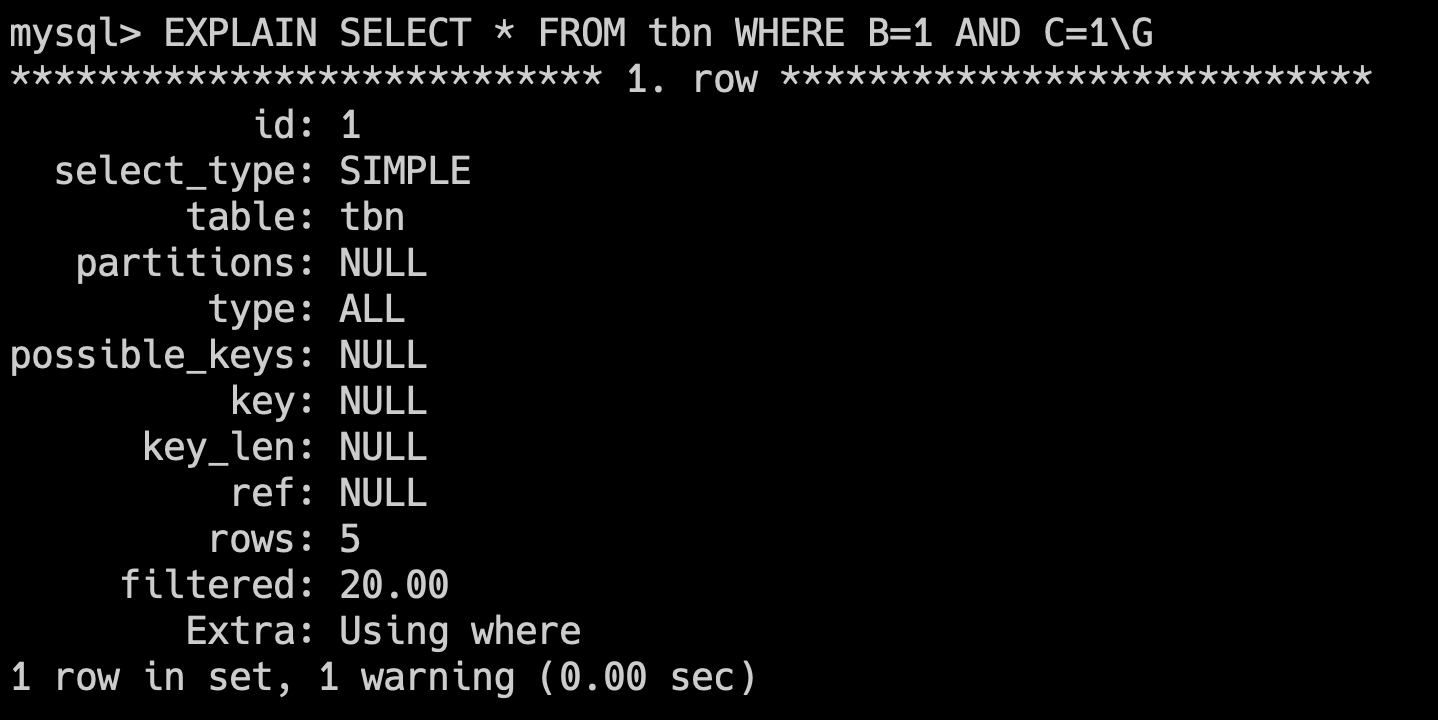 mysql> EXPLAIN SELECT * FROM tbn WHERE B=1 AND C=1\G
*************************** 1. row ***************************
           id: 1
  select_type: SIMPLE
        table: tbn
   partitions: NULL
         type: ALL
possible_keys: NULL
          key: NULL
      key_len: NULL
          ref: NULL
         rows: 5
     filtered: 20.00
        Extra: Using where
1 row in set, 1 warning (0.00 sec)